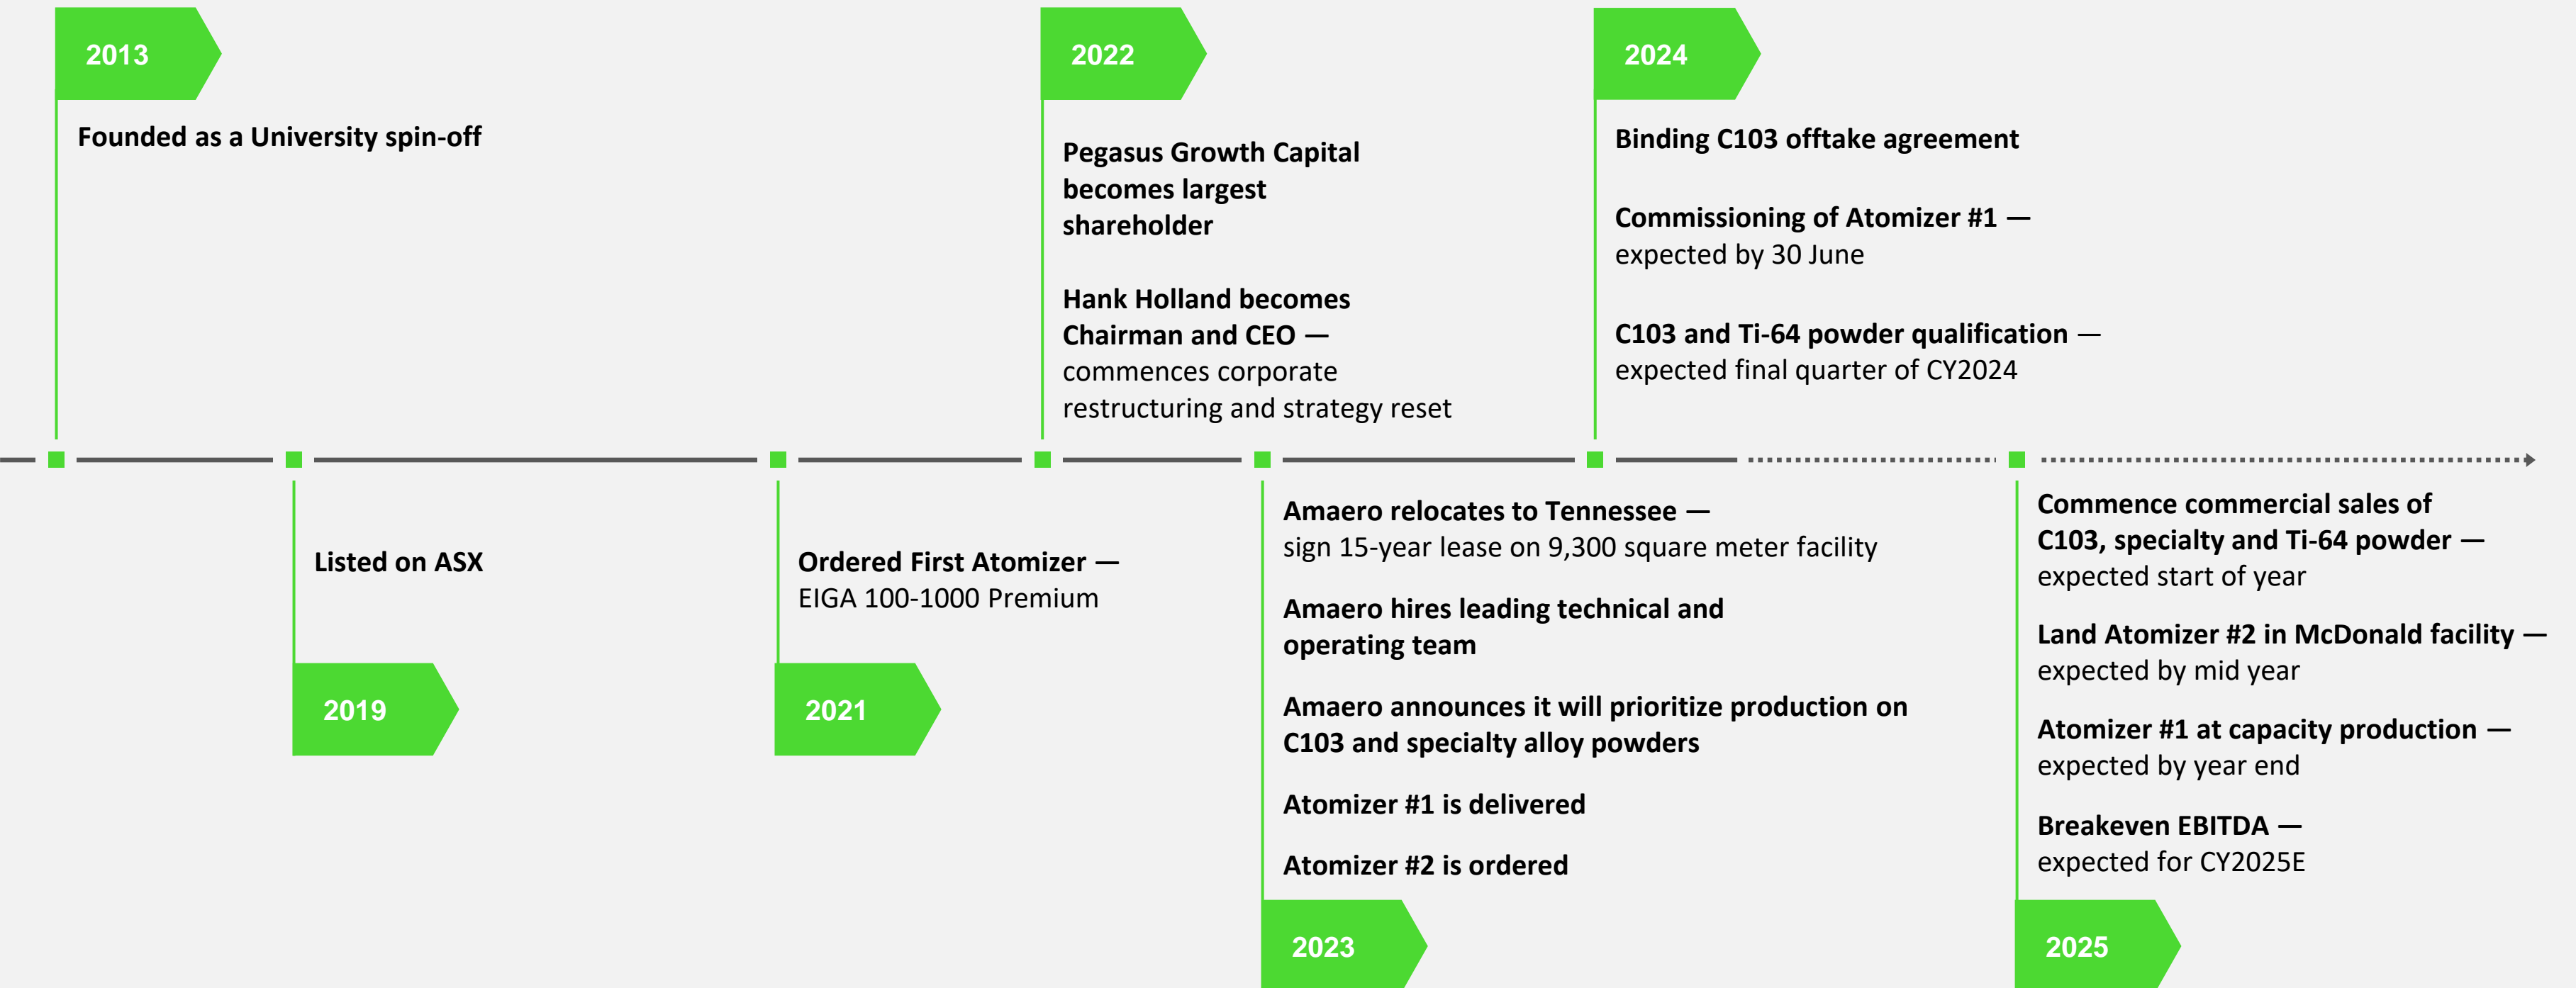 2013
Founded as a University spin-off
2022
Pegasus Growth Capital
becomes largest
shareholder
Hank Holland becomes
Chairman and CEO —
commences corporate
restructuring and strategy reset
2024
Binding C103 offtake agreement
Commissioning of Atomizer #1 —
expected by 30 June
C103 and Ti-64 powder qualification —
expected final quarter of CY2024
Listed on ASX
2019
Ordered First Atomizer —
EIGA 100-1000 Premium
2021
Amaero relocates to Tennessee —
sign 15-year lease on 9,300 square meter facility
Amaero hires leading technical and
operating team
Amaero announces it will prioritize production on
C103 and specialty alloy powders
Atomizer #1 is delivered
Atomizer #2 is ordered
2023
Commence commercial sales of
C103, specialty and Ti-64 powder —
expected start of year
Land Atomizer #2 in McDonald facility —
expected by mid year
Atomizer #1 at capacity production —
expected by year end
Breakeven EBITDA —
expected for CY2025E
2025